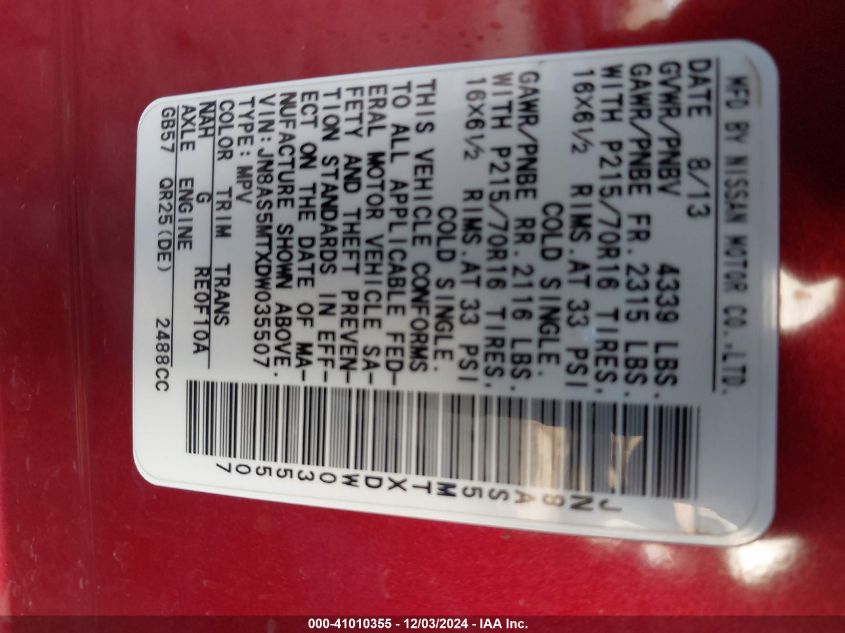 MFD BY NISSAN MOTOR CO.,LTD.
DATE 8/13
GVWR/PNBV 4339 LBS.
GAWR/PNBE FR. 2315 LBS.
WITH P215/70R16 TIRES,
16X6½ RIMS.AT 33 PSI
COLD SINGLE.
GAWR/PNBE RR. 2116 LBS.
WITH P215/70R16 TIRES,
16X6½ RIMS.AT 33 PSI
COLD SINGLE.
THIS VEHICLE CONFORMS
TO ALL APPLICABLE FED-
ERAL MOTOR VEHICLE SA-
FETY AND THEFT PREVEN-
TION STANDARDS IN EFF-
ECT ON THE DATE OF MA-
NUFACTURE SHOWN ABOVE.
VIN:JN8AS5MTXDW035507
TYPE:MPV
COLOR TRIM TRANS
NAH G RE0F10A
AXLE ENGINE
GB57 QR25(DE) 2488CC
JN8AS5MTXDW035507
000-41010355 - 12/03/2024 - IAA Inc.